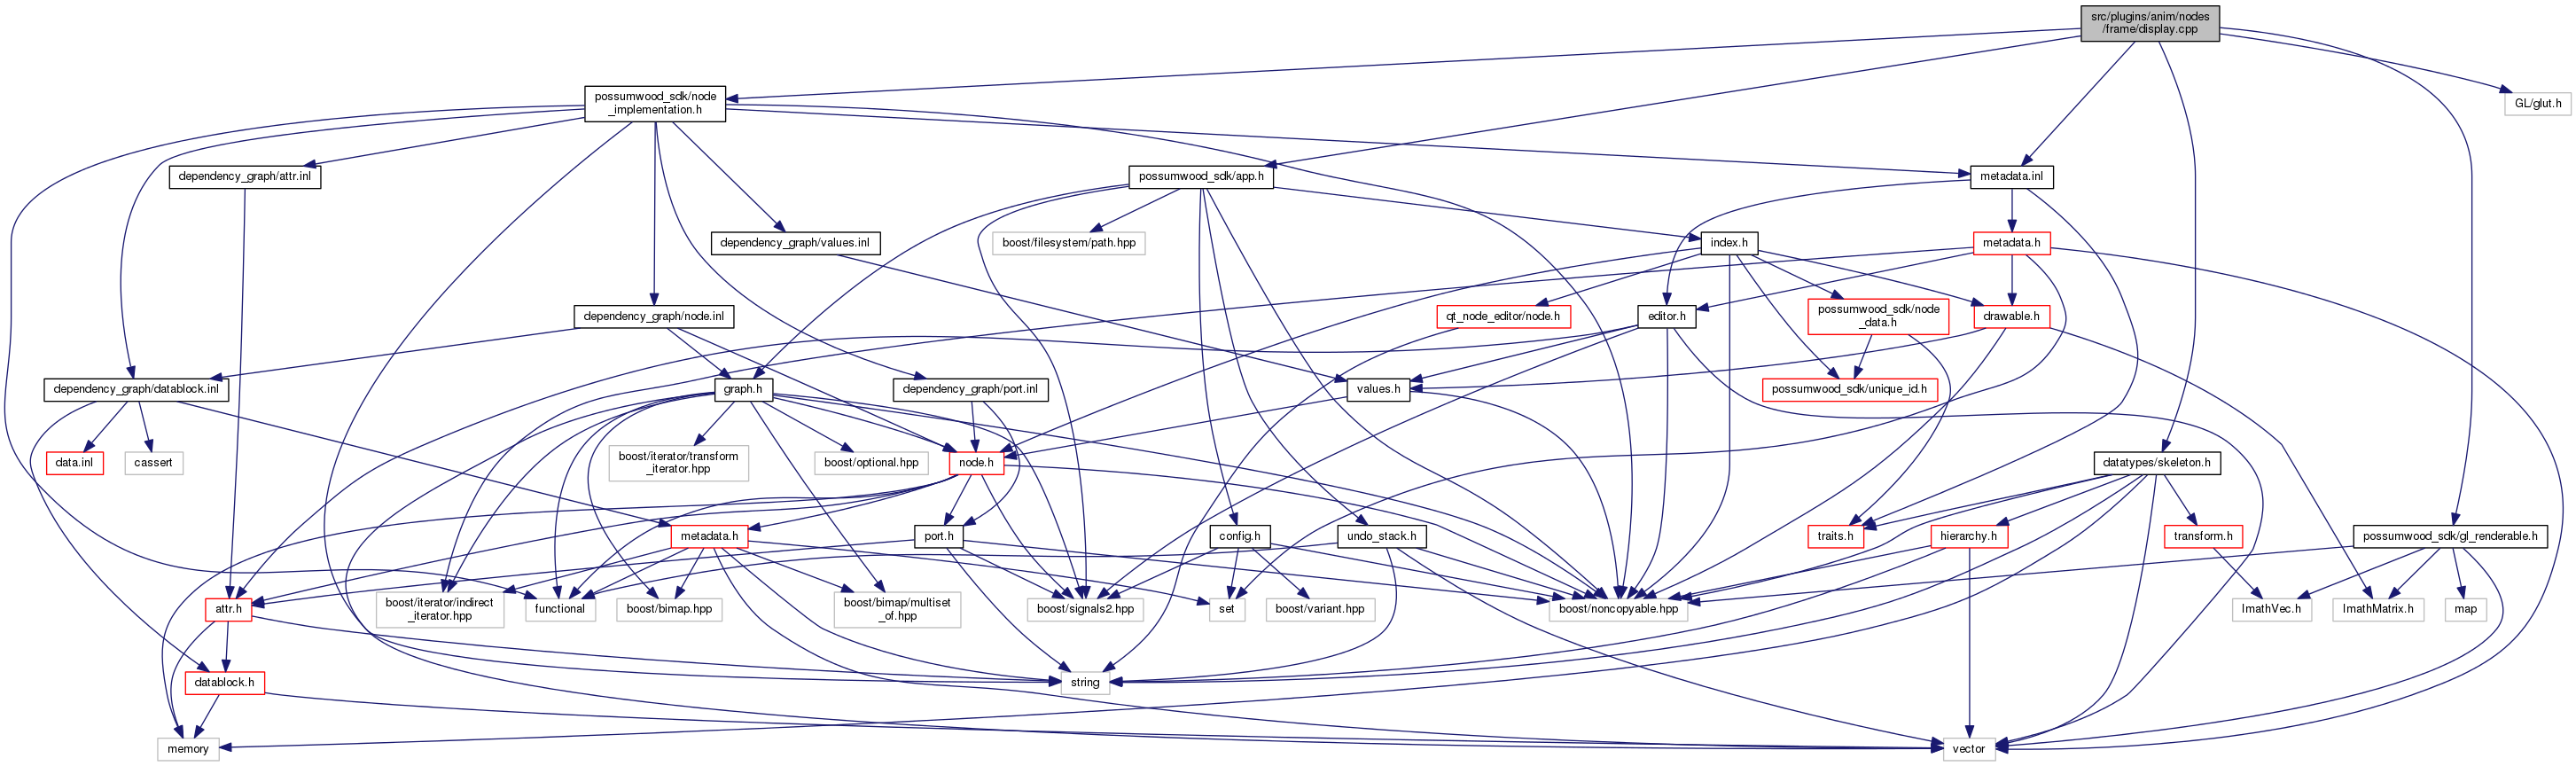 src/plugins/anim/nodes
/frame/display.cpp
possumwood_sdk/node
_implementation.h
GL/glut.h
dependency_graph/attr.inl
possumwood_sdk/app.h
metadata.inl
dependency_graph/values.inl
boost/filesystem/path.hpp
index.h
metadata.h
dependency_graph/node.inl
qt_node_editor/node.h
editor.h
possumwood_sdk/node
_data.h
drawable.h
dependency_graph/datablock.inl
graph.h
dependency_graph/port.inl
values.h
possumwood_sdk/unique_id.h
data.inl
cassert
boost/iterator/transform
_iterator.hpp
boost/optional.hpp
node.h
datatypes/skeleton.h
metadata.h
port.h
config.h
undo_stack.h
traits.h
hierarchy.h
transform.h
possumwood_sdk/gl_renderable.h
attr.h
boost/iterator/indirect
_iterator.hpp
functional
boost/bimap.hpp
boost/bimap/multiset
_of.hpp
boost/signals2.hpp
set
boost/variant.hpp
boost/noncopyable.hpp
ImathVec.h
ImathMatrix.h
map
datablock.h
string
memory
vector